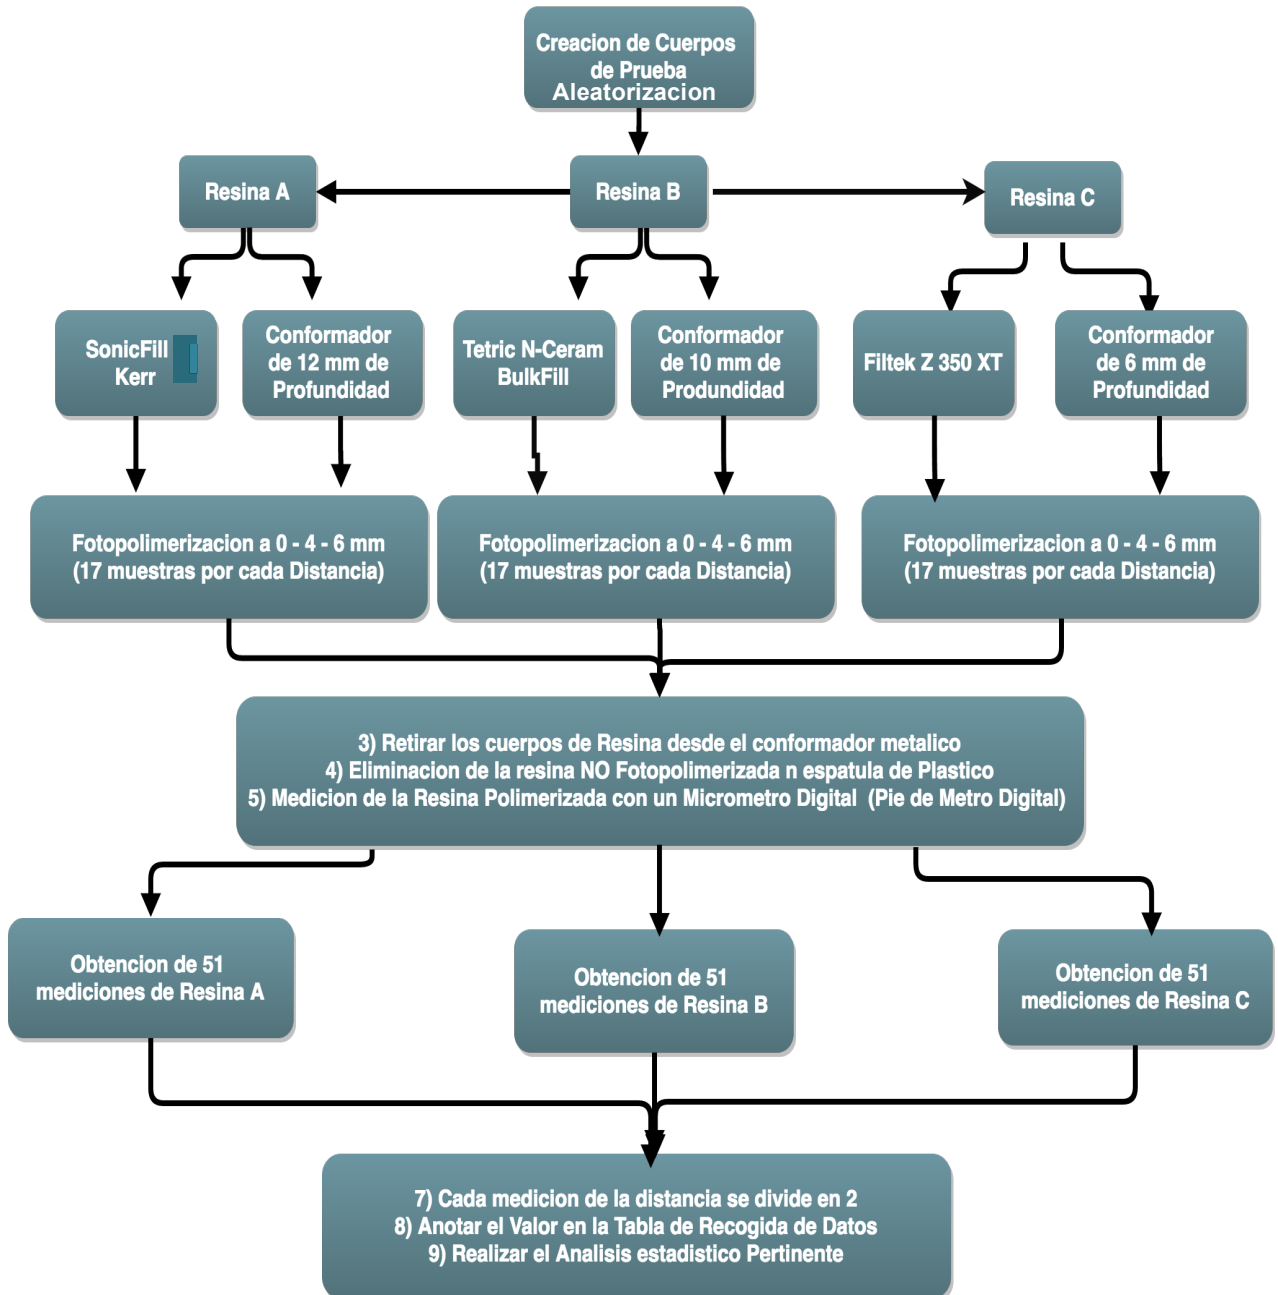 Creacion de Cuerpos
de Prueba
Aleatorizacion
Resina A
Resina B
Resina C
SonicFill
Kerr
Conformador
de 12 mm de
Profundidad
Tetric N-Ceram
BulkFill
Conformador
de 10 mm de
Produndidad
Filtek Z 350 XT
Conformador
de 6 mm de
Profundidad
Fotopolimerizacion a 0 - 4 - 6 mm
(17 muestras por cada Distancia)
Fotopolimerizacion a 0 - 4 - 6 mm
(17 muestras por cada Distancia)
Fotopolimerizacion a 0 - 4 - 6 mm
(17 muestras por cada Distancia)
3) Retirar los cuerpos de Resina desde el conformador metalico
4) Eliminacion de la resina NO Fotopolimerizada n espatula de Plastico
5) Medicion de la Resina Polimerizada con un Micrometro Digital (Pie de Metro Digital)
Obtencion de 51
mediciones de Resina A
Obtencion de 51
mediciones de Resina B
Obtencion de 51
mediciones de Resina C
7) Cada medicion de la distancia se divide en 2
8) Anotar el Valor en la Tabla de Recogida de Datos
9) Realizar el Analisis estadistico Pertinente